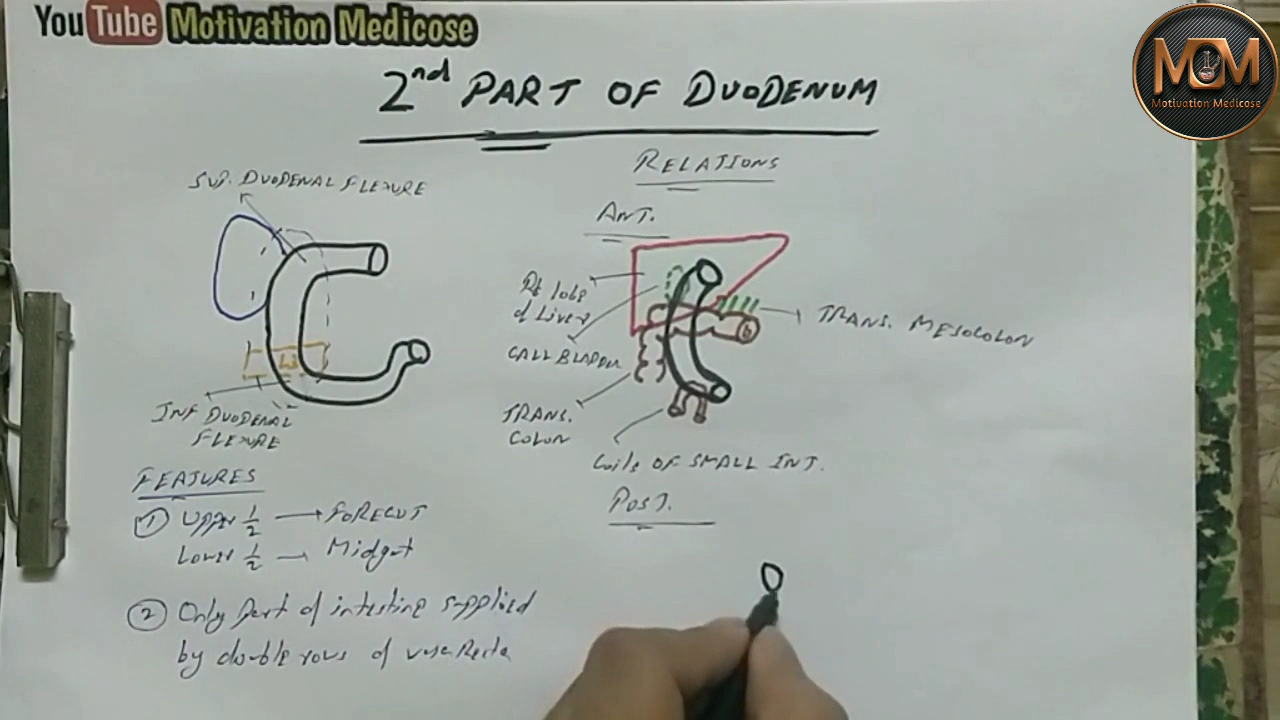 YouTube Motivation Medicose
MOM
Motivation Medicose
2nd PART OF DUODENUM
SUP. DUODENAL FLEXURE
L3
INF DUODENAL
FLEXURE
FEATURES
① Upper 1/2 → FOREGUT
Lower 1/2 → Midgut
② Only part of intestine supplied
by double rows of vasa Recta
RELATIONS
ANT.
Rt lobe
of Liver
GALL BLADDER
TRANS.
COLON
TRANS. MESOCOLON
Coils OF SMALL INT.
POST.